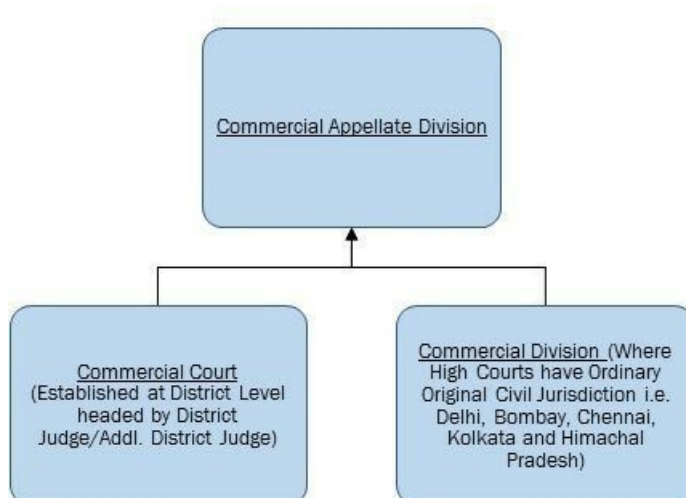 Commercial Appellate Division
Commercial Court
(Established at District Level
headed by District
Judge/Addl. District Judge)
Commercial Division (Where
High Courts have Ordinary
Original Civil Jurisdiction i.e.
Delhi, Bombay, Chennai,
Kolkata and Himachal
Pradesh)